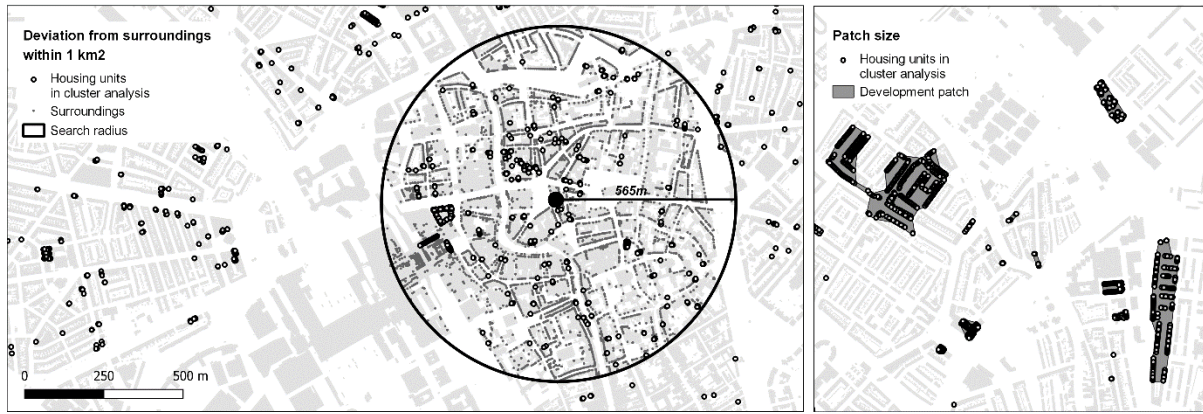 Deviation from surroundings
within 1 km2
Housing units
in cluster analysis
Surroundings
Search radius
565m
0 250 500 m
Patch size
Housing units in
cluster analysis
Development patch